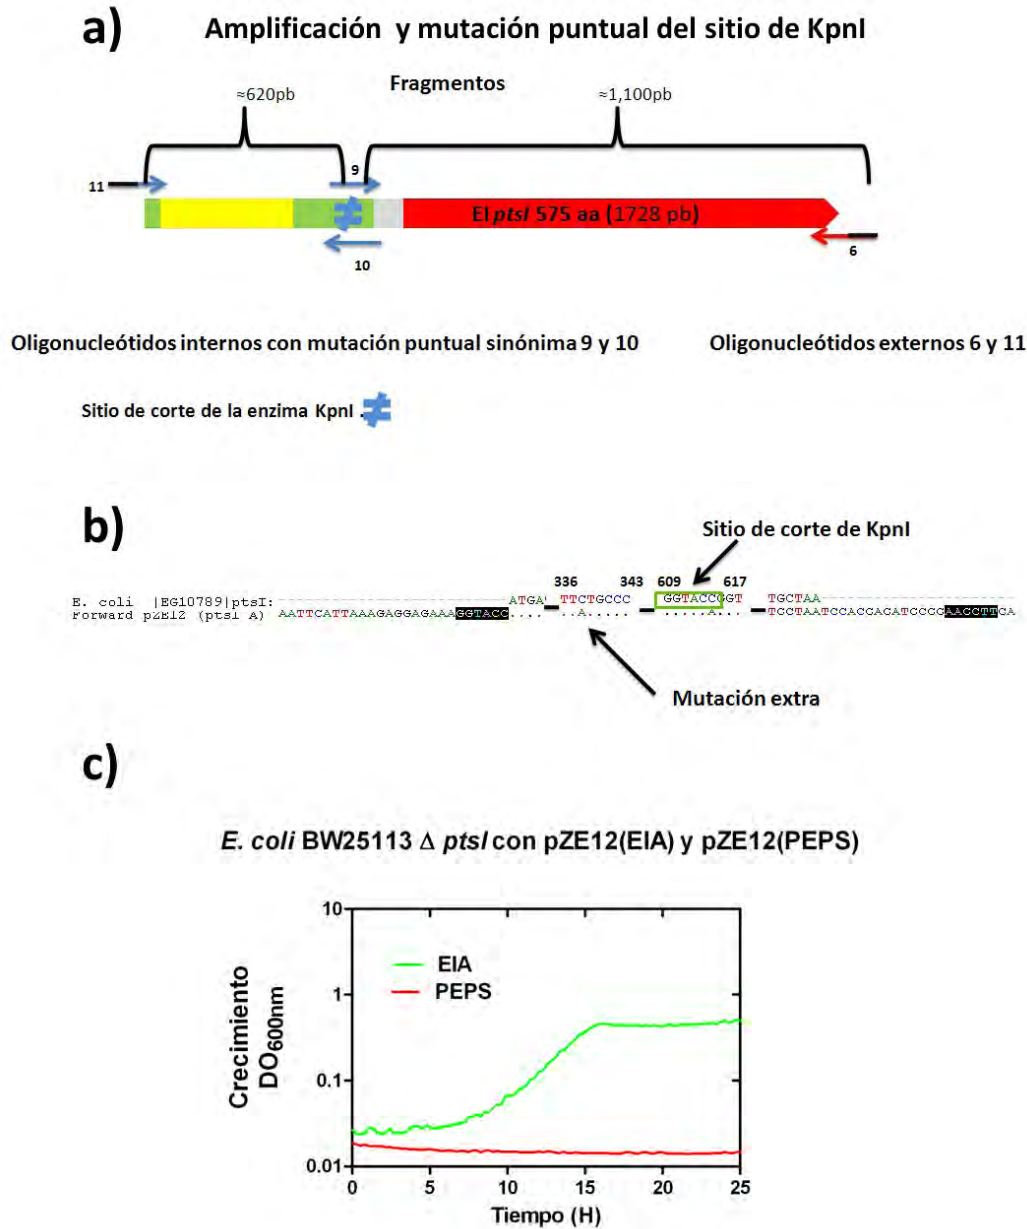 a)
Amplificación y mutación puntual del sitio de KpnI
Fragmentos
≈620pb
≈1,100pb
9
11
EI ptsI 575 aa (1728 pb)
10
6
Oligonucleótidos internos con mutación puntual sinónima 9 y 10
Oligonucleótidos externos 6 y 11
Sitio de corte de la enzima KpnI .
b)
Sitio de corte de KpnI
336 343 609 617
E. coli |EG10789|ptsI: ATGA TTCTGCCC GGTACCGGT TGCTAA
Forward pZE12 (ptsI A) AATTCATTAAAGAGGAGAAAGGTACC.... ...A..... .....A... TCCTAATCCACGACATCCCGAAGCTTCA
Mutación extra
c)
E. coli BW25113 Δ ptsI con pZE12(EIA) y pZE12(PEPS)
10
1
0.1
0.01
EIA
PEPS
Crecimiento
DO600nm
0 5 10 15 20 25
Tiempo (H)